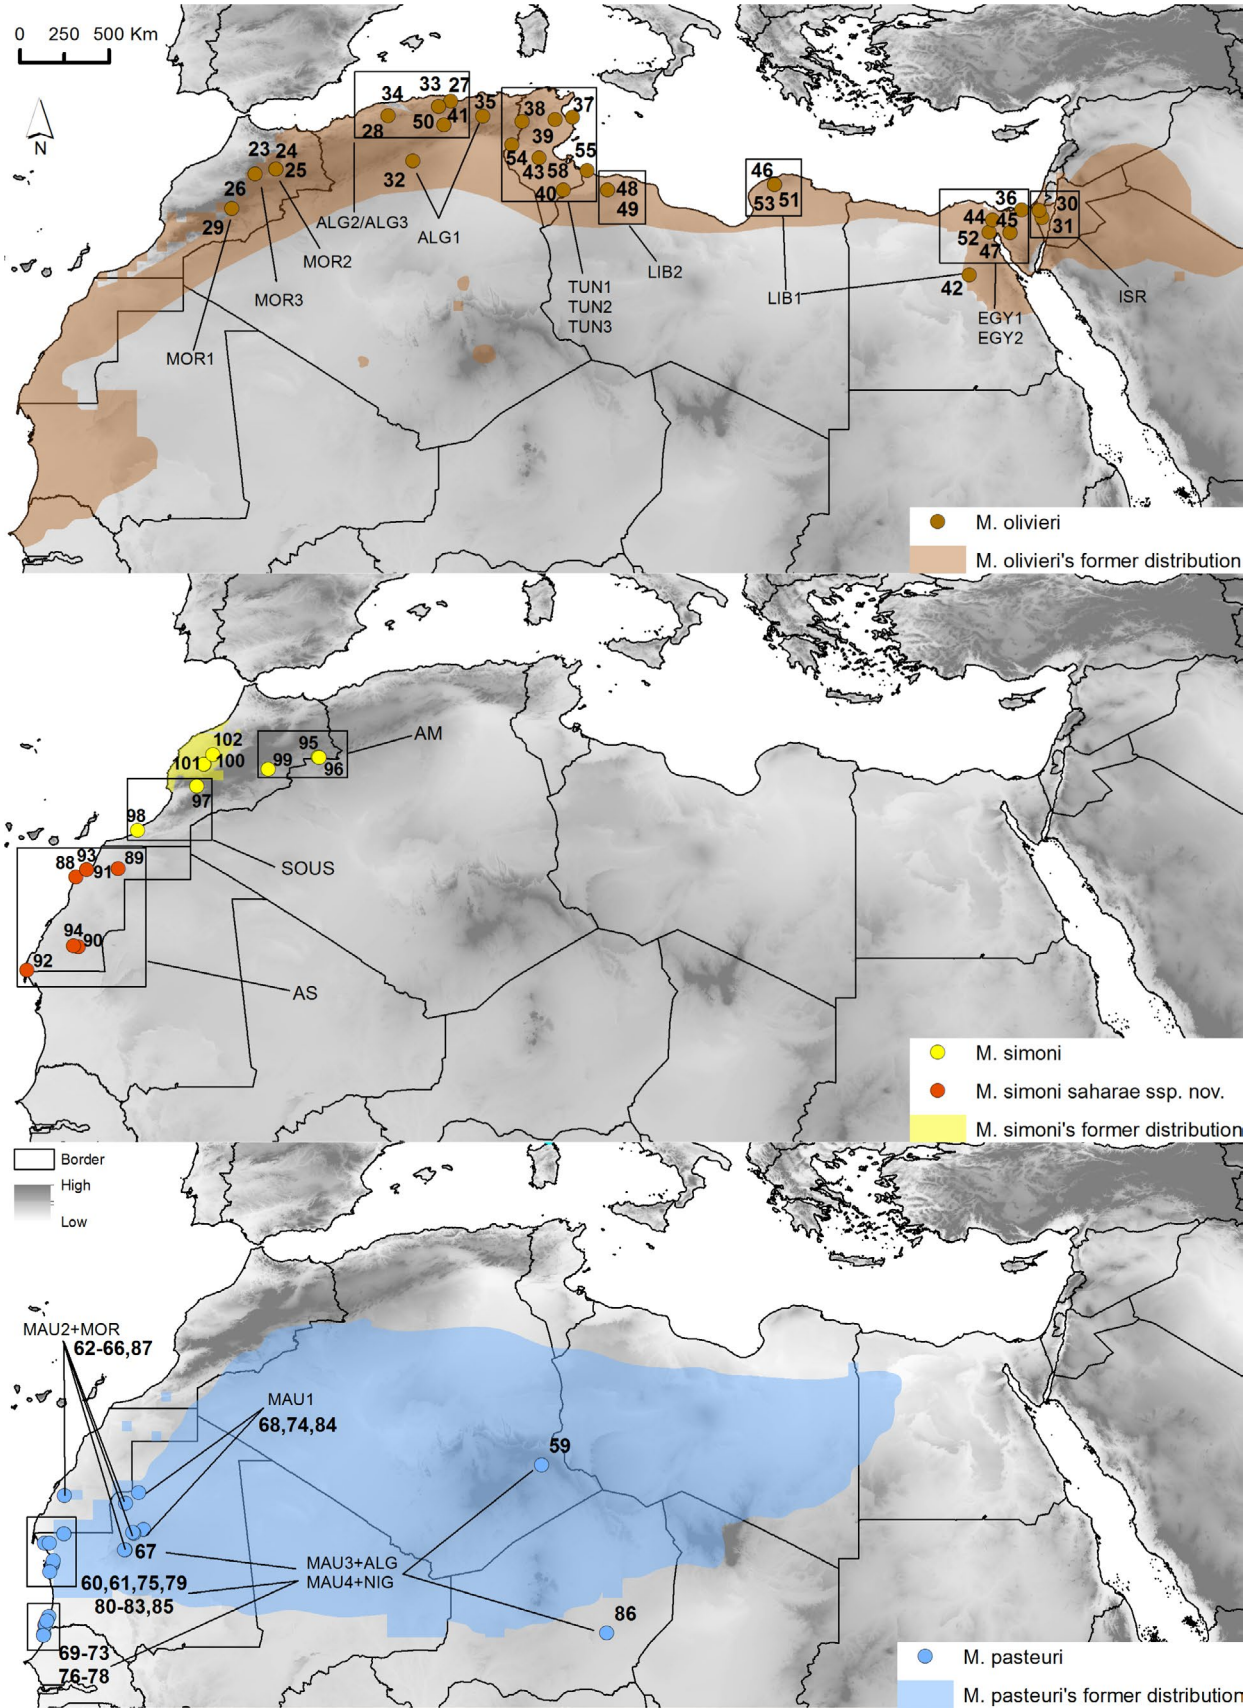 0 250 500 Km
N
33 27
34
35
28
50 41
38
37
39
54
55
43 58
40
48
49
46
53 51
36
44 45
52
47
30
31
42
23 24
25
26
29
32
ALG2/ALG3
ALG1
MOR2
MOR3
MOR1
TUN1
TUN2
TUN3
LIB2
LIB1
EGY1
EGY2
ISR
M. olivieri
M. olivieri's former distribution
102
101 100
95
99 96
AM
97
98
SOUS
93
88 91 89
94
90
92
AS
M. simoni
M. simoni saharae ssp. nov.
M. simoni's former distribution
Border
High
Low
MAU2+MOR
62-66,87
MAU1
68,74,84
59
67
MAU3+ALG
MAU4+NIG
60,61,75,79
80-83,85
86
69-73
76-78
M. pasteuri
M. pasteuri's former distribution